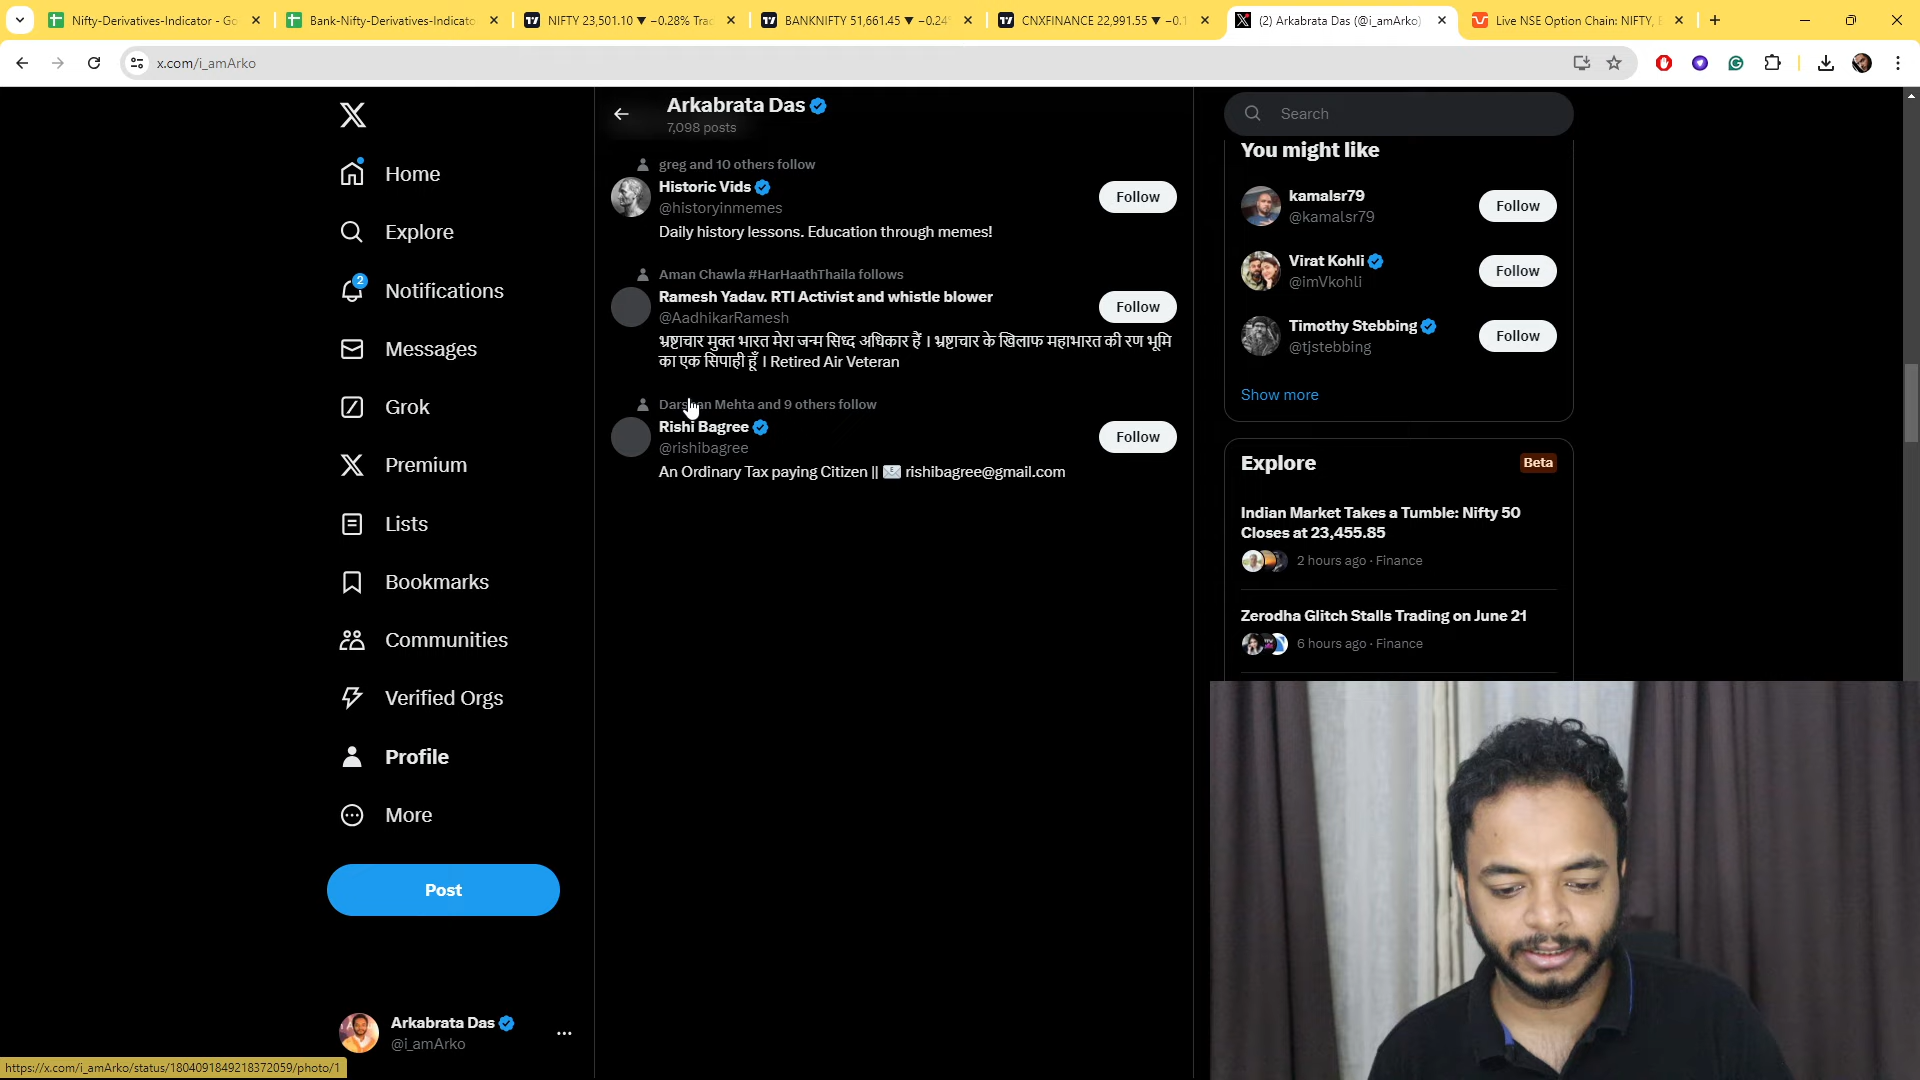 Nifty-Derivatives-Indicator - Go
Bank-Nifty-Derivatives-Indicato
NIFTY 23,501.10 ▼ −0.28% Trac
BANKNIFTY 51,661.45 ▼ −0.24
CNXFINANCE 22,991.55 ▼ −0.1
(2) Arkabrata Das (@i_amArko)
Live NSE Option Chain: NIFTY,
x.com/i_amArko
Home
Explore
2
Notifications
Messages
Grok
Premium
Lists
Bookmarks
Communities
Verified Orgs
Profile
More
Post
Arkabrata Das
@i_amArko
https://x.com/i_amArko/status/1804091849218372059/photo/1
Arkabrata Das
7,098 posts
greg and 10 others follow
Historic Vids
@historyinmemes
Follow
Daily history lessons. Education through memes!
Aman Chawla #HarHaathThaila follows
Ramesh Yadav. RTI Activist and whistle blower
@AadhikarRamesh
Follow
भ्रष्टाचार मुक्त भारत मेरा जन्म सिध्द अधिकार हैं । भ्रष्टाचार के खिलाफ महाभारत की रण भूमि
का एक सिपाही हूँ । Retired Air Veteran
Darshan Mehta and 9 others follow
Rishi Bagree
@rishibagree
Follow
An Ordinary Tax paying Citizen || 📧 rishibagree@gmail.com
Search
You might like
kamalsr79
@kamalsr79
Follow
Virat Kohli
@imVkohli
Follow
Timothy Stebbing
@tjstebbing
Follow
Show more
Explore
Beta
Indian Market Takes a Tumble: Nifty 50
Closes at 23,455.85
2 hours ago · Finance
Zerodha Glitch Stalls Trading on June 21
6 hours ago · Finance